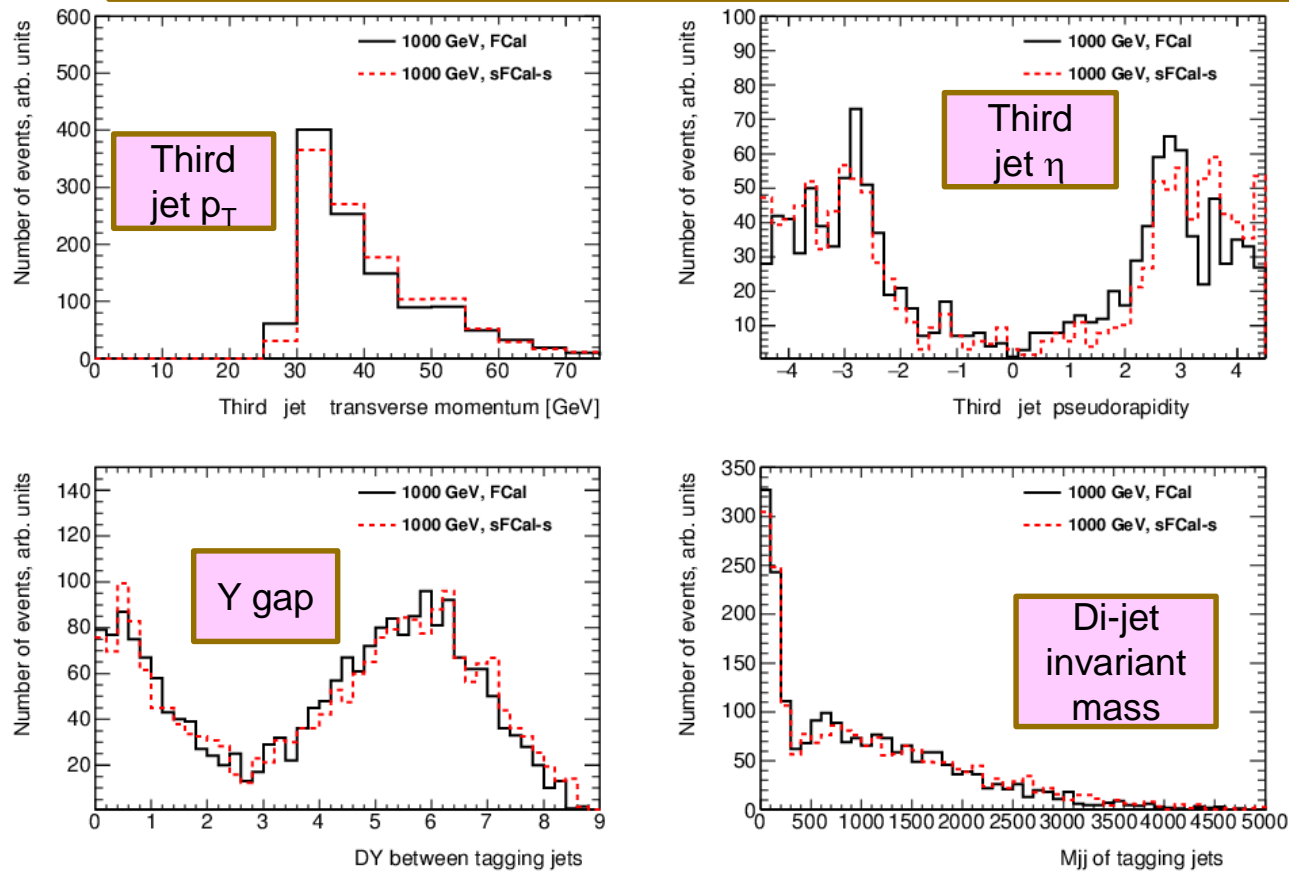 600
500
400
300
200
100
0
Number of events, arb. units
1000 GeV, FCal
1000 GeV, sFCal-s
Third
jet pT
0 10 20 30 40 50 60 70
Third jet transverse momentum [GeV]
100
90
80
70
60
50
40
30
20
10
Number of events, arb. units
1000 GeV, FCal
1000 GeV, sFCal-s
Third
jet η
−4 −3 −2 −1 0 1 2 3 4
Third jet pseudorapidity
140
120
100
80
60
40
20
Number of events, arb. units
1000 GeV, FCal
1000 GeV, sFCal-s
Y gap
0 1 2 3 4 5 6 7 8 9
DY between tagging jets
350
300
250
200
150
100
50
0
Number of events, arb. units
1000 GeV, FCal
1000 GeV, sFCal-s
Di-jet
invariant
mass
0 500 1000 1500 2000 2500 3000 3500 4000 4500 5000
Mjj of tagging jets